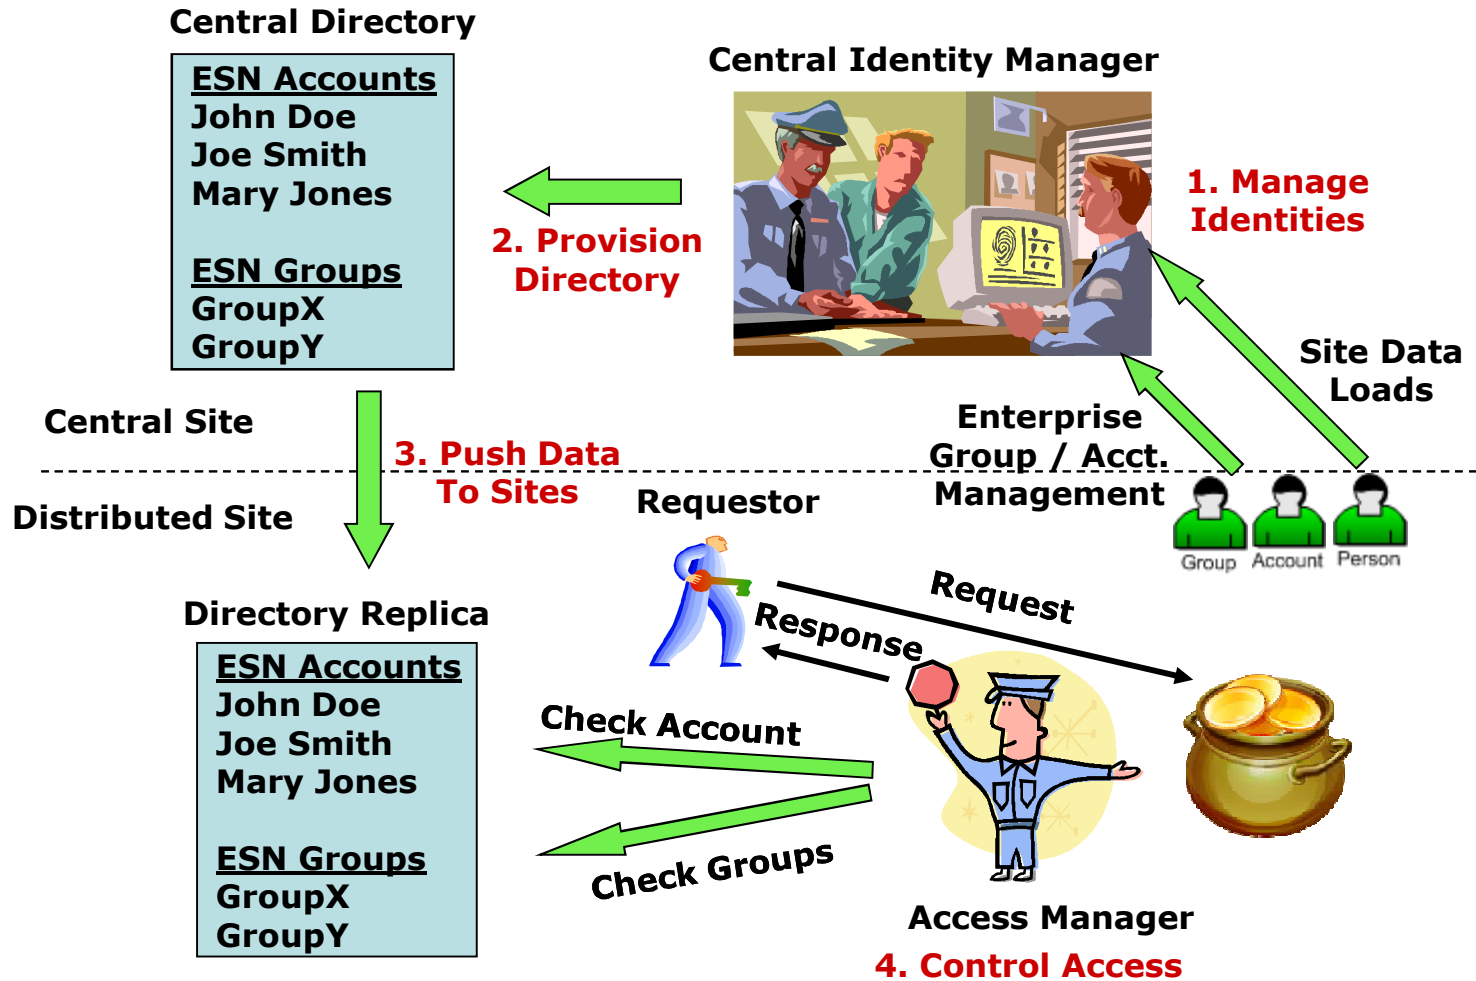 Central Directory
ESN Accounts
John Doe
Joe Smith
Mary Jones
ESN Groups
GroupX
GroupY
Central Identity Manager
1. Manage
Identities
2. Provision
Directory
Site Data
Loads
Enterprise
Group / Acct.
Management
Central Site
3. Push Data
To Sites
Distributed Site
Group
Account
Person
Requestor
Request
Response
Directory Replica
ESN Accounts
John Doe
Joe Smith
Mary Jones
ESN Groups
GroupX
GroupY
Check Account
Check Groups
Access Manager
4. Control Access